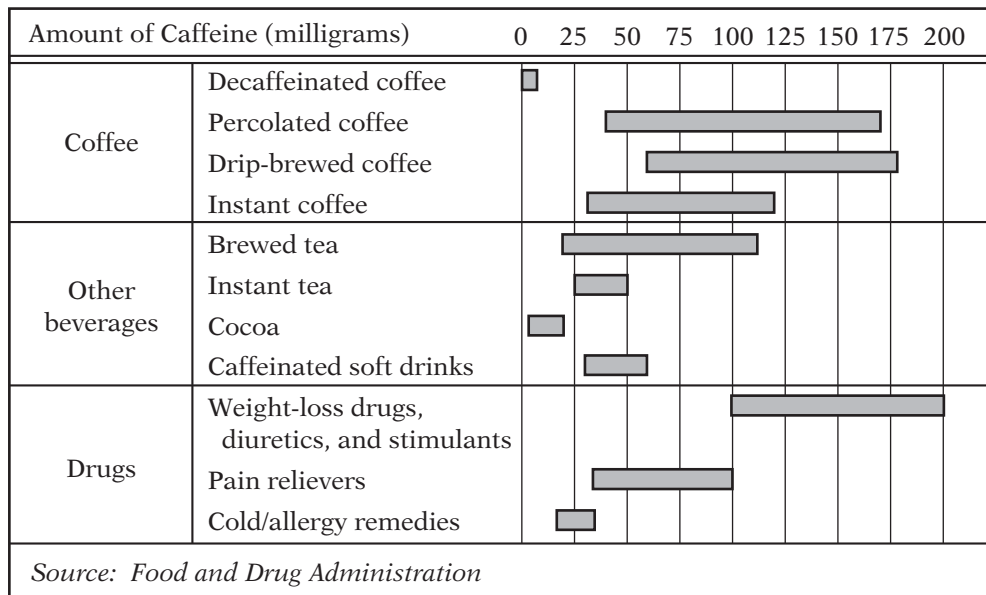 Amount of Caffeine (milligrams) 0 25 50 75 100 125 150 175 200
Coffee
Decaffeinated coffee
Percolated coffee
Drip-brewed coffee
Instant coffee
Other
beverages
Brewed tea
Instant tea
Cocoa
Caffeinated soft drinks
Drugs
Weight-loss drugs,
diuretics, and stimulants
Pain relievers
Cold/allergy remedies
Source: Food and Drug Administration